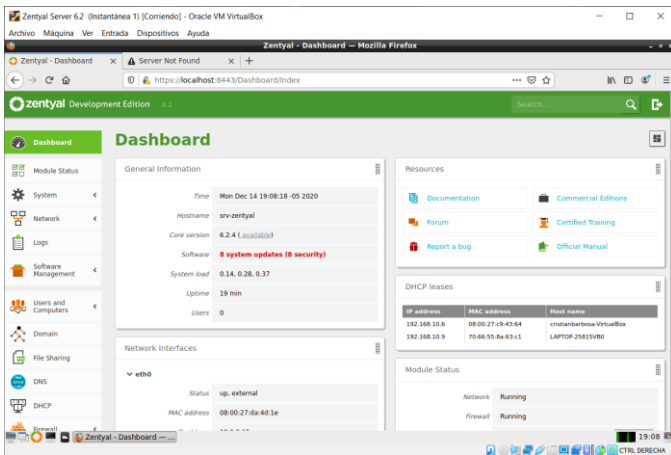 Zentyal Server 6.2 (Instantánea 1) [Corriendo] - Oracle VM VirtualBox
Archivo Máquina Ver Entrada Dispositivos Ayuda
Zentyal - Dashboard — Mozilla Firefox
Zentyal - Dashboard
Server Not Found
https://localhost:8443/Dashboard/Index
zentyal Development Edition 6.2
Search...
Dashboard
Module Status
System
Network
Logs
Software Management
Users and Computers
Domain
File Sharing
DNS
DHCP
Firewall
Dashboard
General Information
Time Mon Dec 14 19:08:18 -05 2020
Hostname srv-zentyal
Core version 6.2.4 (available)
Software 8 system updates (8 security)
System load 0.14, 0.28, 0.37
Uptime 19 min
Users 0
Network Interfaces
eth0
Status up, external
MAC address 08:00:27:da:4d:1e
Resources
Documentation Commercial Editions
Forum Certified Training
Report a bug Official Manual
DHCP leases
IP address MAC address Host name
192.168.10.6 08:00:27:c9:43:64 cristianbarbosa-VirtualBox
192.168.10.9 70:66:55:8a:63:c1 LAPTOP-25815VB0
Module Status
Network Running
Firewall Running
Zentyal - Dashboard — ...
19:08
CTRL DERECHA